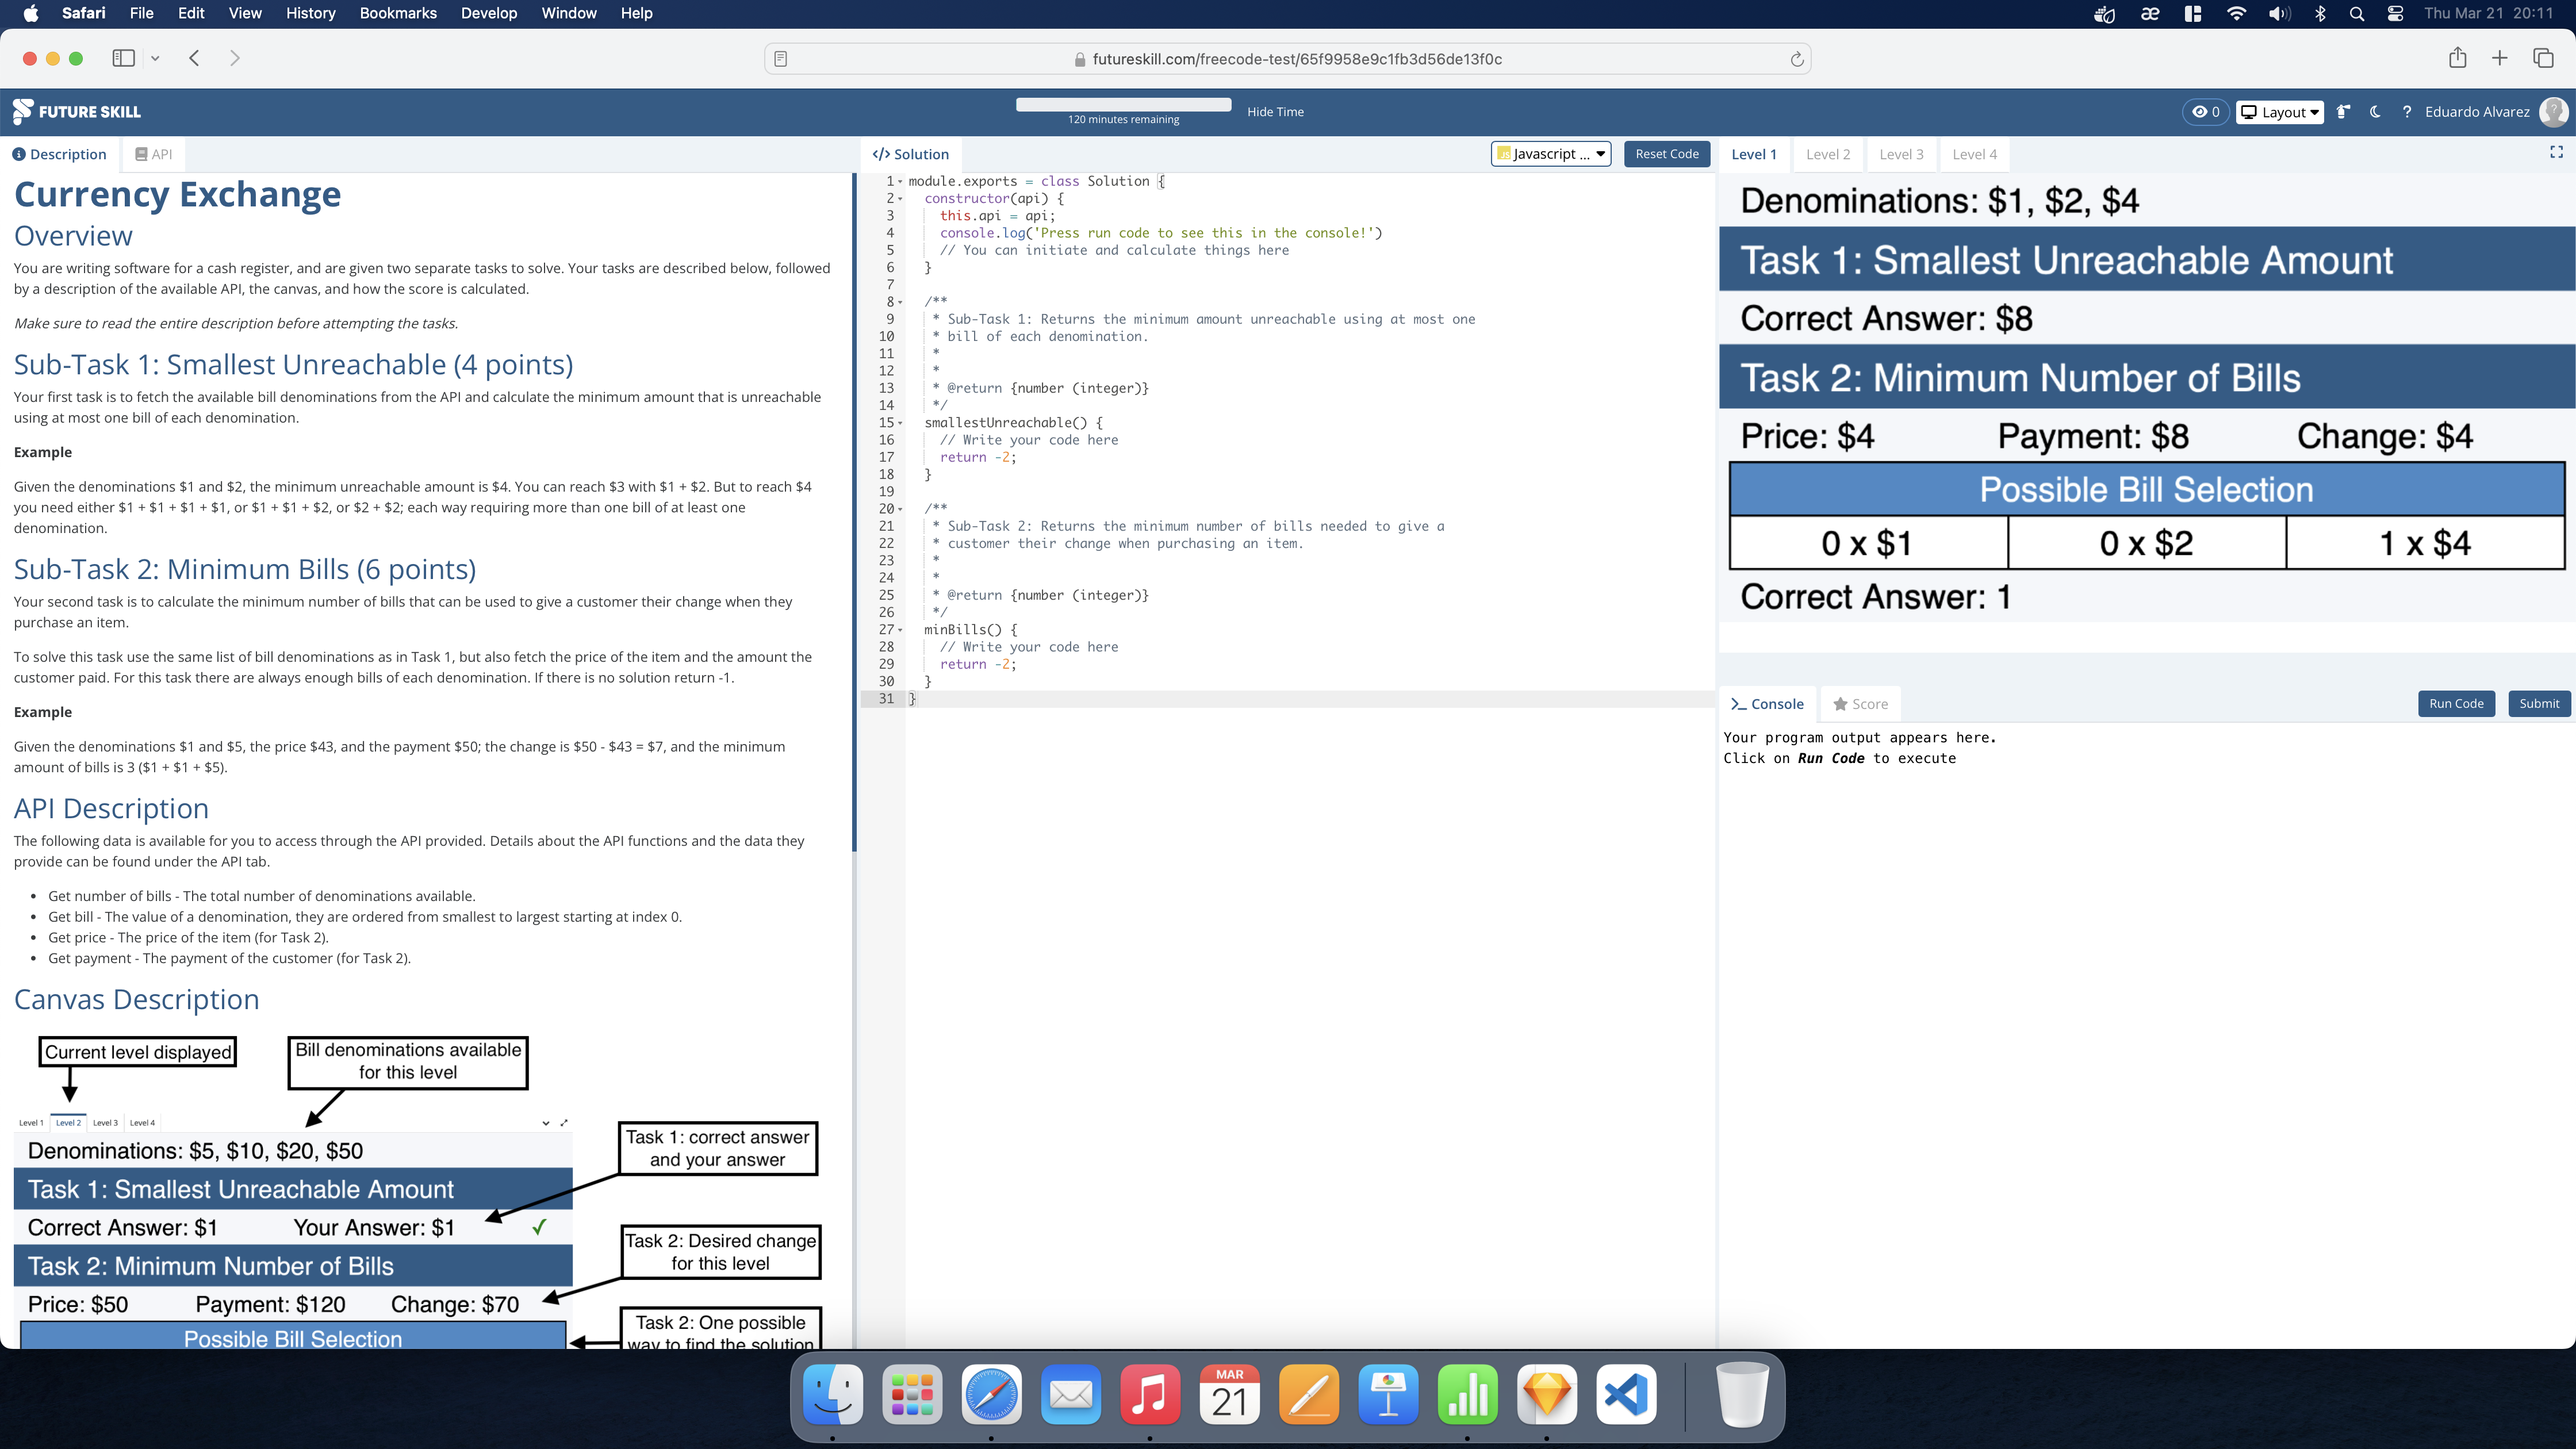 Safari File Edit View History Bookmarks Develop Window Help
Thu Mar 21 20:11
futureskill.com/freecode-test/65f9958e9c1fb3d56de13f0c
FUTURE SKILL
120 minutes remaining
Hide Time
0
Layout
?
Eduardo Alvarez
Description
API
Currency Exchange
Overview
You are writing software for a cash register, and are given two separate tasks to solve. Your tasks are described below, followed
by a description of the available API, the canvas, and how the score is calculated.
Make sure to read the entire description before attempting the tasks.
Sub-Task 1: Smallest Unreachable (4 points)
Your first task is to fetch the available bill denominations from the API and calculate the minimum amount that is unreachable
using at most one bill of each denomination.
Example
Given the denominations $1 and $2, the minimum unreachable amount is $4. You can reach $3 with $1 + $2. But to reach $4
you need either $1 + $1 + $1 + $1, or $1 + $1 + $2, or $2 + $2; each way requiring more than one bill of at least one
denomination.
Sub-Task 2: Minimum Bills (6 points)
Your second task is to calculate the minimum number of bills that can be used to give a customer their change when they
purchase an item.
To solve this task use the same list of bill denominations as in Task 1, but also fetch the price of the item and the amount the
customer paid. For this task there are always enough bills of each denomination. If there is no solution return -1.
Example
Given the denominations $1 and $5, the price $43, and the payment $50; the change is $50 - $43 = $7, and the minimum
amount of bills is 3 ($1 + $1 + $5).
API Description
The following data is available for you to access through the API provided. Details about the API functions and the data they
provide can be found under the API tab.
• Get number of bills - The total number of denominations available.
• Get bill - The value of a denomination, they are ordered from smallest to largest starting at index 0.
• Get price - The price of the item (for Task 2).
• Get payment - The payment of the customer (for Task 2).
Canvas Description
Current level displayed
Bill denominations available
for this level
Level 1 Level 2 Level 3 Level 4
Denominations: $5, $10, $20, $50
Task 1: correct answer
and your answer
Task 1: Smallest Unreachable Amount
Correct Answer: $1 Your Answer: $1 ✓
Task 2: Desired change
for this level
Task 2: Minimum Number of Bills
Price: $50 Payment: $120 Change: $70
Task 2: One possible
way to find the solution
Possible Bill Selection
</> Solution
Javascript ...
Reset Code
1 module.exports = class Solution {
2 constructor(api) {
3 this.api = api;
4 console.log('Press run code to see this in the console!')
5 // You can initiate and calculate things here
6 }
7
8 /**
9 * Sub-Task 1: Returns the minimum amount unreachable using at most one
10 * bill of each denomination.
11 *
12 *
13 * @return {number (integer)}
14 */
15 smallestUnreachable() {
16 // Write your code here
17 return -2;
18 }
19
20 /**
21 * Sub-Task 2: Returns the minimum number of bills needed to give a
22 * customer their change when purchasing an item.
23 *
24 *
25 * @return {number (integer)}
26 */
27 minBills() {
28 // Write your code here
29 return -2;
30 }
31 }
Level 1 Level 2 Level 3 Level 4
Denominations: $1, $2, $4
Task 1: Smallest Unreachable Amount
Correct Answer: $8
Task 2: Minimum Number of Bills
Price: $4 Payment: $8 Change: $4
Possible Bill Selection
0 x $1 0 x $2 1 x $4
Correct Answer: 1
>_ Console
Score
Run Code
Submit
Your program output appears here.
Click on Run Code to execute
MAR
21